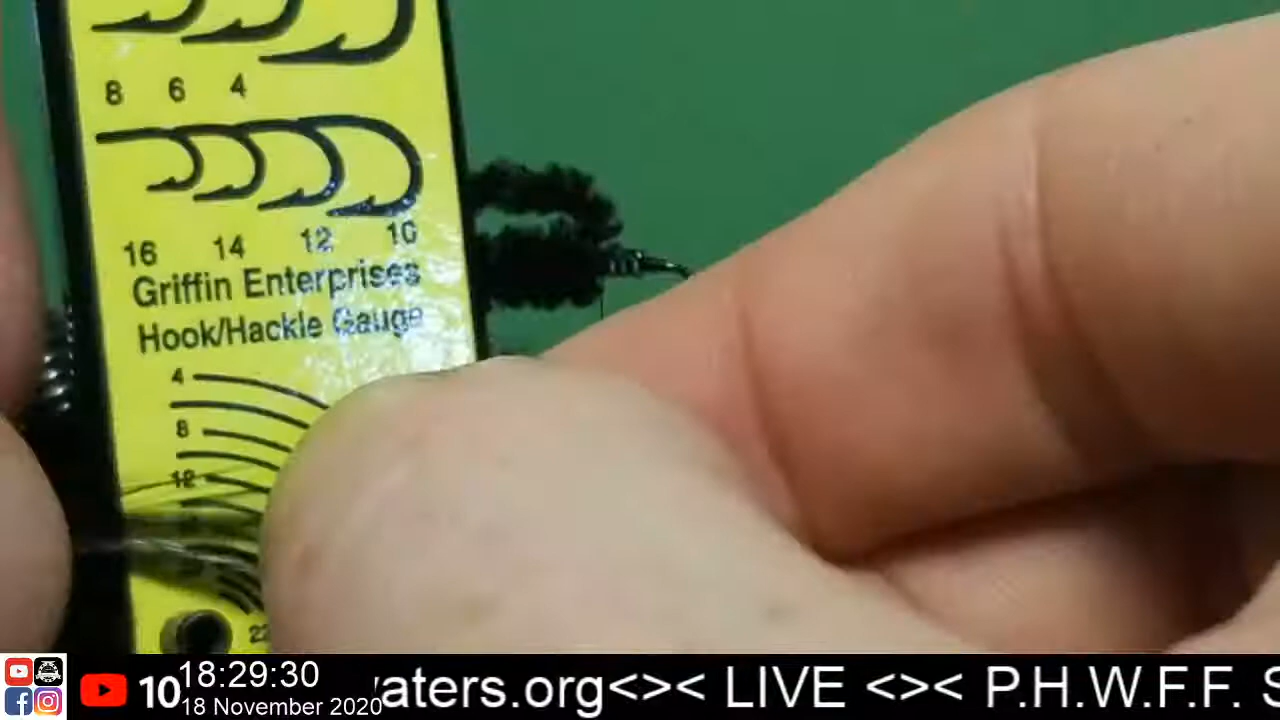 8 6 4
16 14 12 10
Griffin Enterprises
Hook/Hackle Gauge
4
8
12
22
10 18:29:30
18 November 2020
aters.org<>< LIVE <>< P.H.W.F.F. S